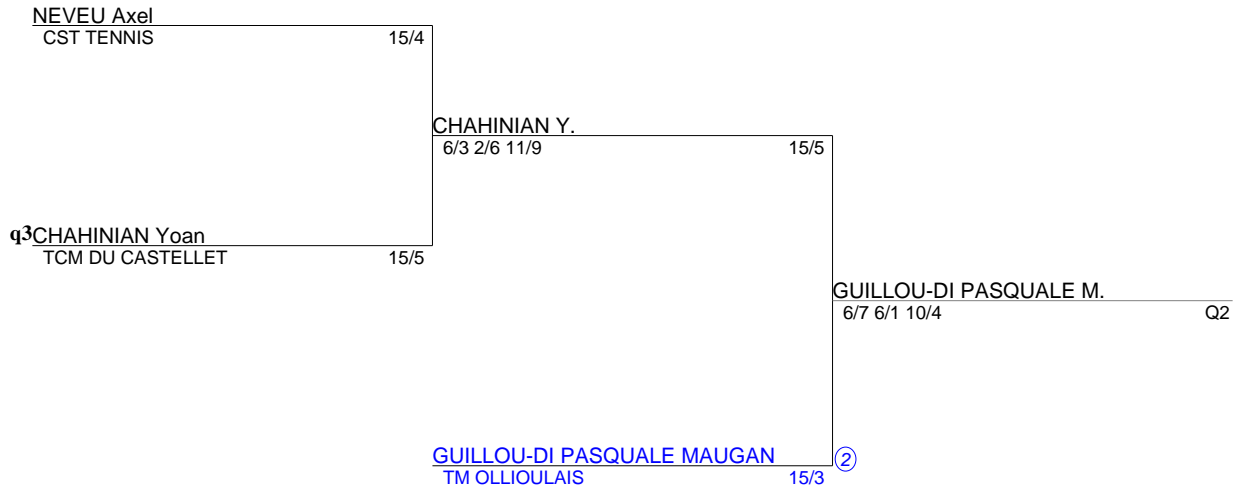 NEVEU Axel
CST TENNIS 15/4
CHAHINIAN Y.
6/3 2/6 11/9 15/5
q3 CHAHINIAN Yoan
TCM DU CASTELLET 15/5
GUILLOU-DI PASQUALE M.
6/7 6/1 10/4 Q2
GUILLOU-DI PASQUALE MAUGAN 2
TM OLLIOULAIS 15/3